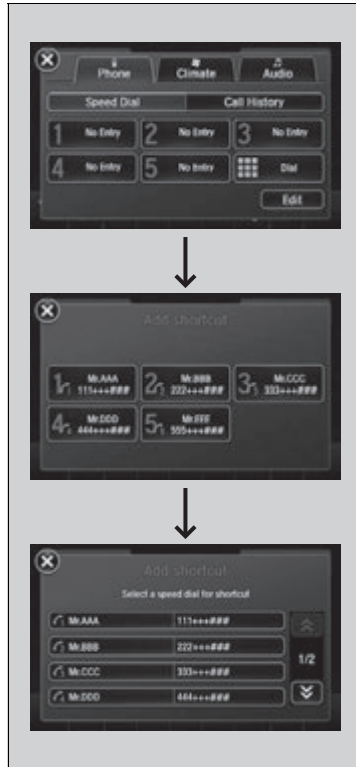 Phone Climate Audio
Speed Dial Call History
1 No Entry 2 No Entry 3 No Entry
4 No Entry 5 No Entry Dial
Edit
Add shortcut
1 Mr.AAA 2 Mr.BBB 3 Mr.CCC
111+++### 222+++### 333+++###
4 Mr.DDD 5 Mr.EEE
444+++### 555+++###
Add shortcut
Select a speed dial for shortcut
Mr.AAA 111+++###
Mr.BBB 222+++###
1/2
Mr.CCC 333+++###
Mr.DDD 444+++###